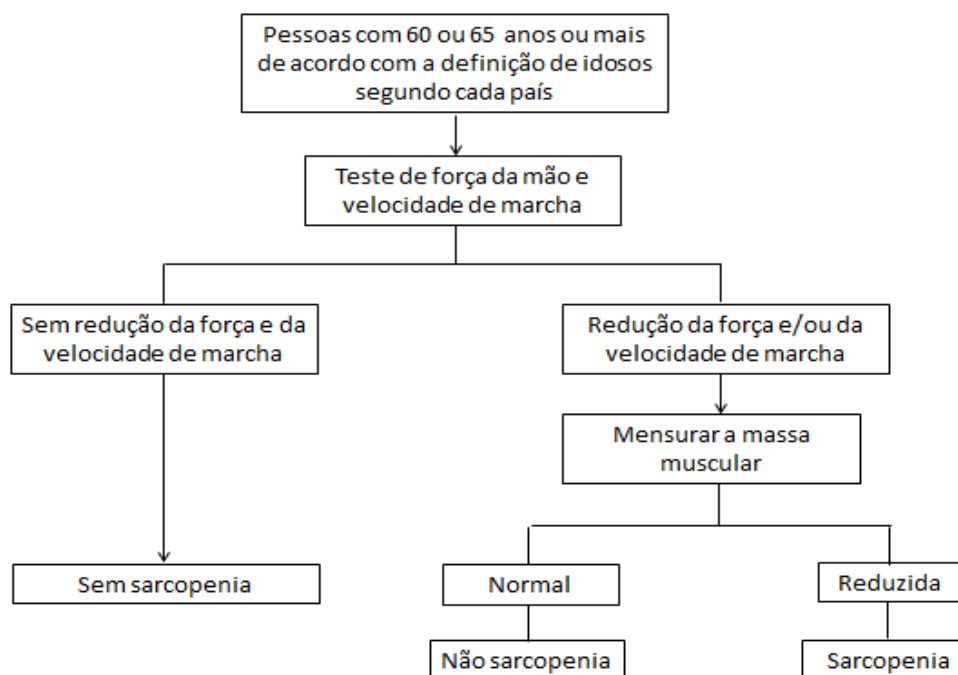 Pessoas com 60 ou 65 anos ou mais
de acordo com a definição de idosos
segundo cada país
Teste de força da mão e
velocidade de marcha
Sem redução da força e da
velocidade de marcha
Redução da força e/ou da
velocidade de marcha
Mensurar a massa
muscular
Sem sarcopenia
Normal
Reduzida
Não sarcopenia
Sarcopenia